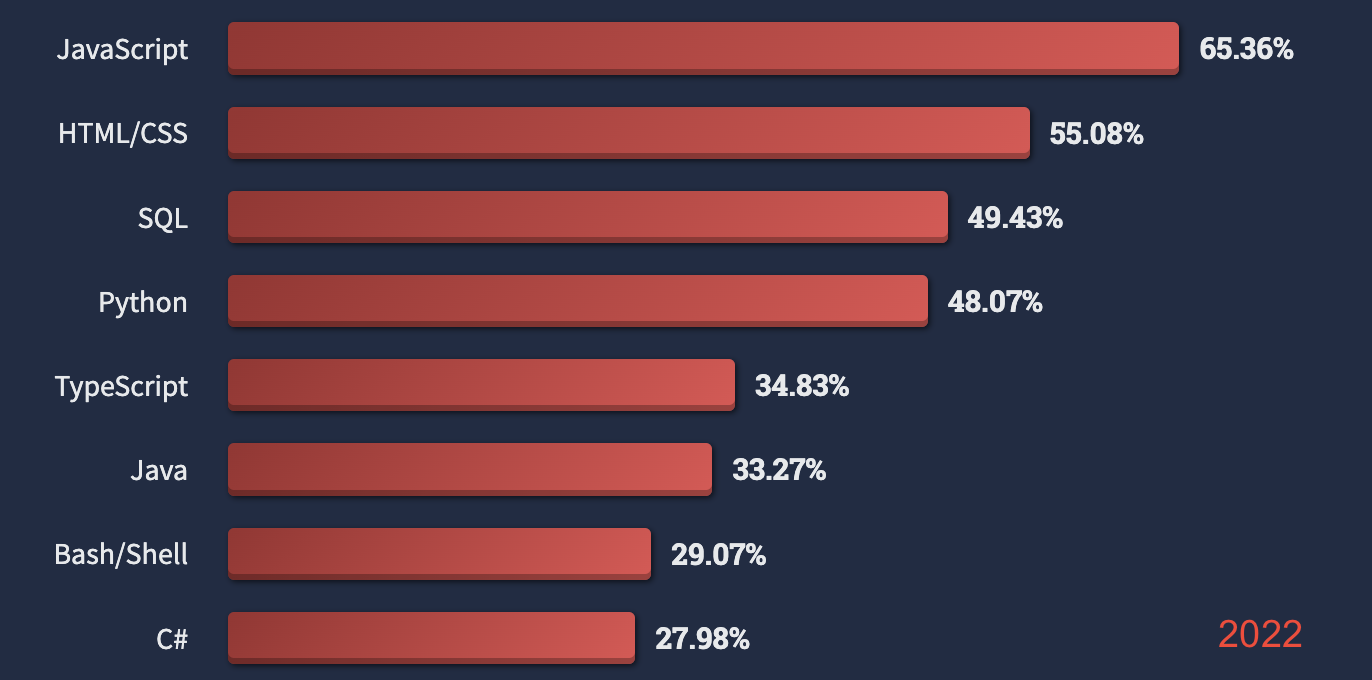 JavaScript 65.36%
HTML/CSS 55.08%
SQL 49.43%
Python 48.07%
TypeScript 34.83%
Java 33.27%
Bash/Shell 29.07%
C# 27.98%
2022